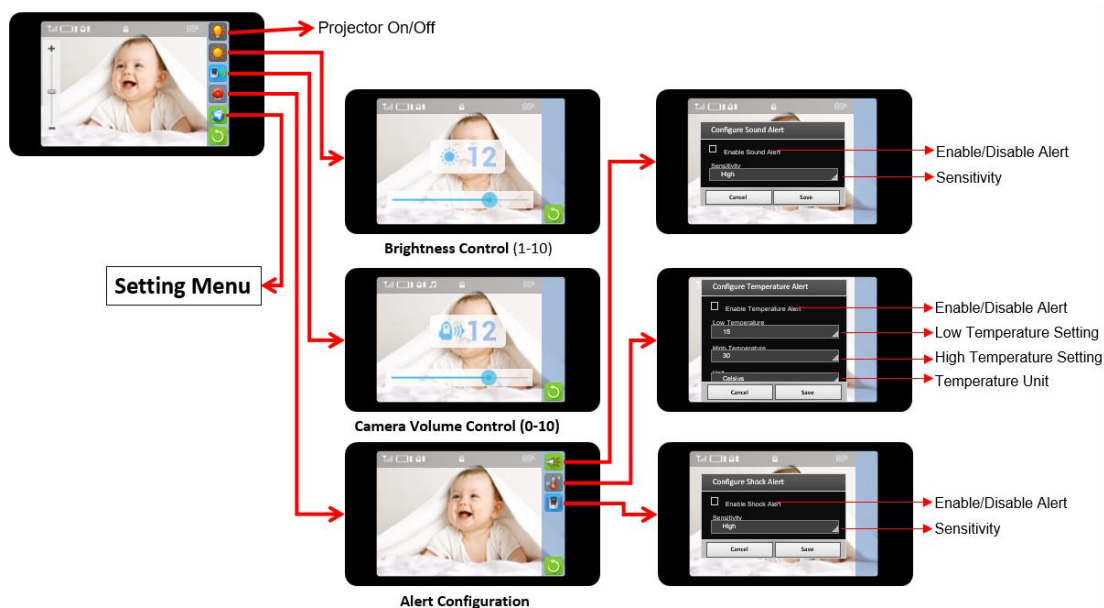 Projector On/Off
+
12
Brightness Control (1-10)
Configure Sound Alert
Enable Sound Alert
Sensitivity
High
Cancel Save
Enable/Disable Alert
Sensitivity
Setting Menu
12
Camera Volume Control (0-10)
Configure Temperature Alert
Enable Temperature Alert
Low Temperature
15
High Temperature
30
Unit
Celsius
Cancel Save
Enable/Disable Alert
Low Temperature Setting
High Temperature Setting
Temperature Unit
Alert Configuration
Configure Shock Alert
Enable Shock Alert
Sensitivity
High
Cancel Save
Enable/Disable Alert
Sensitivity